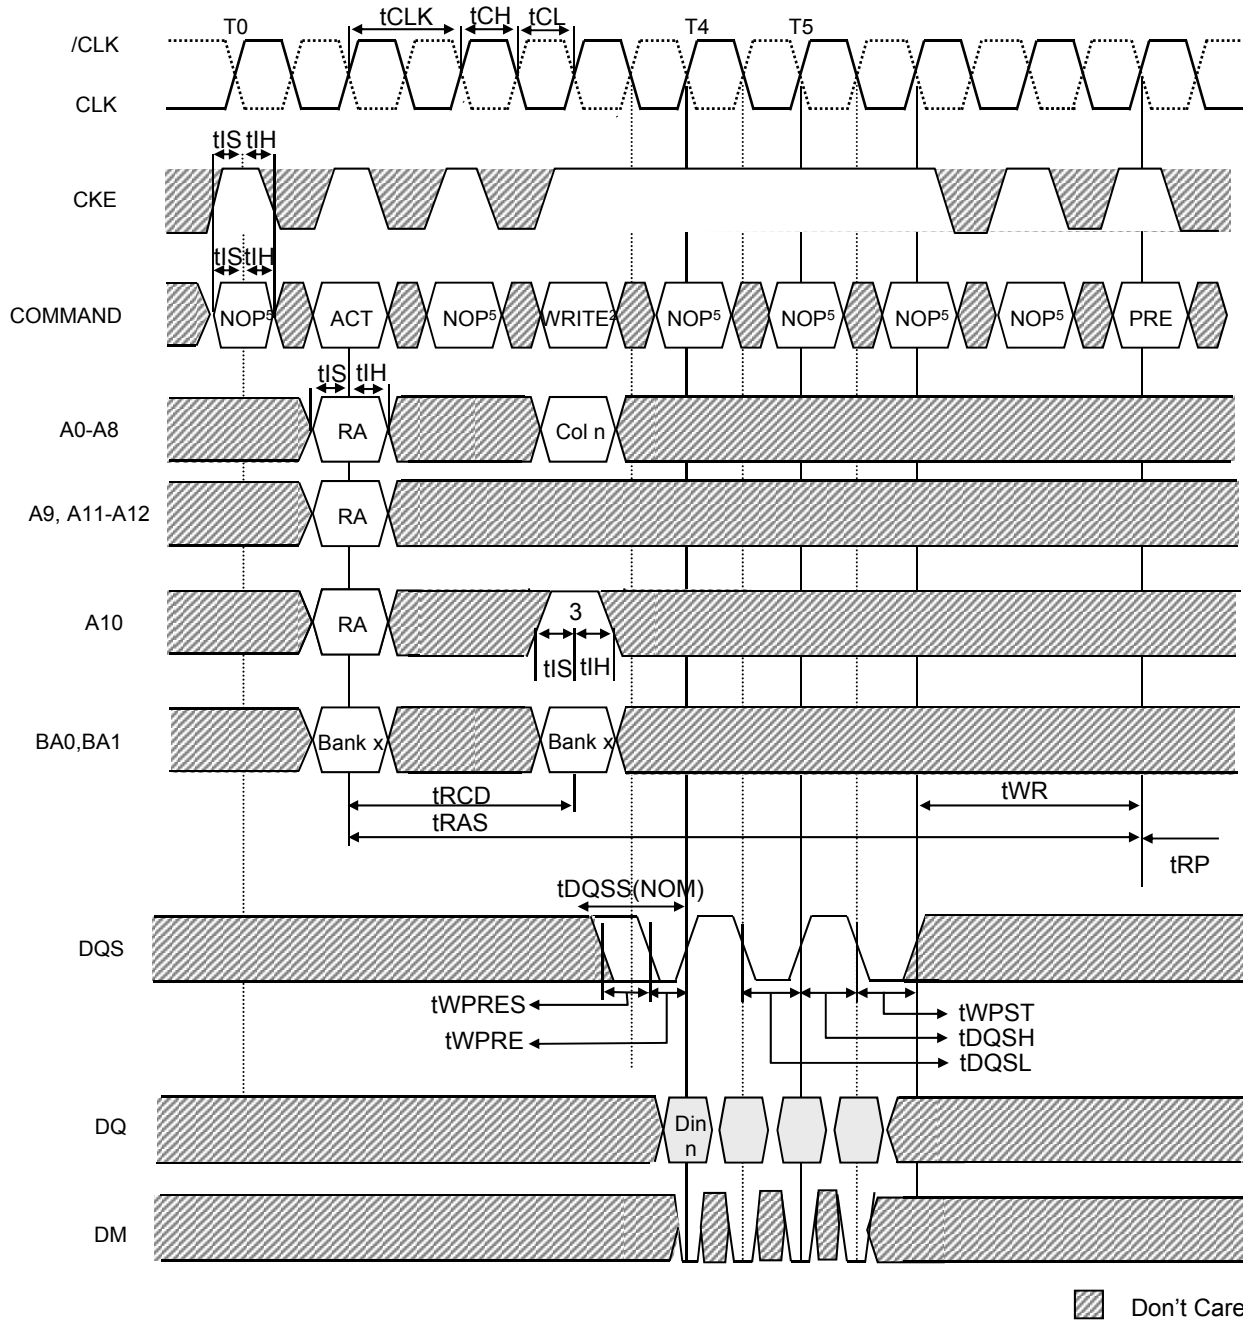 tCLK tCH tCL
T0 T4 T5
/CLK
CLK
tIS tIH
CKE
tIS tIH
COMMAND NOP5 ACT NOP5 WRITE2 NOP5 NOP5 NOP5 NOP5 PRE
tIS tIH
A0-A8 RA Col n
A9, A11-A12 RA
A10 RA 3
tIS tIH
BA0,BA1 Bank x Bank x
tRCD tWR
tRAS
tRP
tDQSS(NOM)
DQS
tWPRES tWPST
tWPRE tDQSH
tDQSL
DQ Din
n
DM
Don't Care